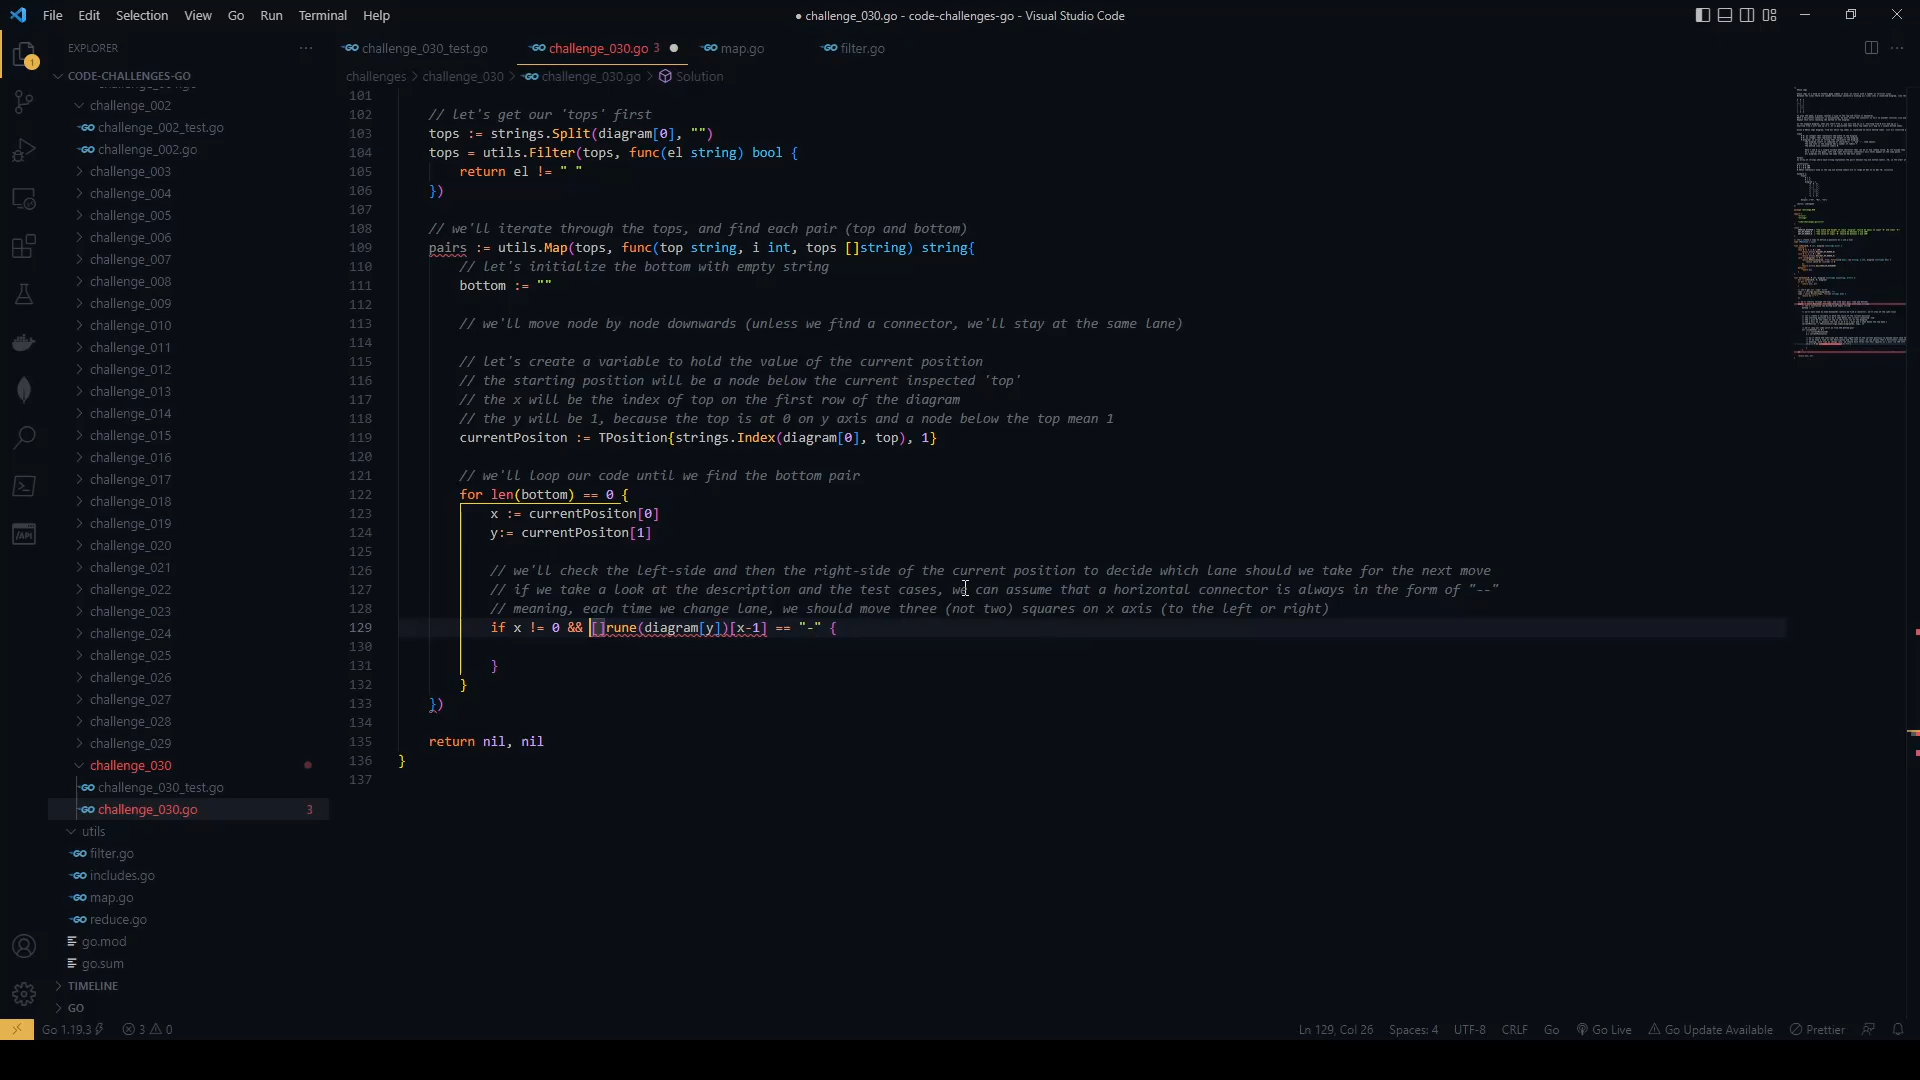 File Edit Selection View Go Run Terminal Help
● challenge_030.go - code-challenges-go - Visual Studio Code
EXPLORER
CODE-CHALLENGES-GO
challenge_002
challenge_002_test.go
challenge_002.go
challenge_003
challenge_004
challenge_005
challenge_006
challenge_007
challenge_008
challenge_009
challenge_010
challenge_011
challenge_012
challenge_013
challenge_014
challenge_015
challenge_016
challenge_017
challenge_018
challenge_019
challenge_020
challenge_021
challenge_022
challenge_023
challenge_024
challenge_025
challenge_026
challenge_027
challenge_028
challenge_029
challenge_030
challenge_030_test.go
challenge_030.go 3
utils
filter.go
includes.go
map.go
reduce.go
go.mod
go.sum
TIMELINE
GO
challenge_030_test.go challenge_030.go 3 ● map.go filter.go
challenges > challenge_030 > challenge_030.go > Solution
101
102 // let's get our 'tops' first
103 tops := strings.Split(diagram[0], "")
104 tops = utils.Filter(tops, func(el string) bool {
105 return el != " "
106 })
107
108 // we'll iterate through the tops, and find each pair (top and bottom)
109 pairs := utils.Map(tops, func(top string, i int, tops []string) string{
110 // let's initialize the bottom with empty string
111 bottom := ""
112
113 // we'll move node by node downwards (unless we find a connector, we'll stay at the same lane)
114
115 // let's create a variable to hold the value of the current position
116 // the starting position will be a node below the current inspected 'top'
117 // the x will be the index of top on the first row of the diagram
118 // the y will be 1, because the top is at 0 on y axis and a node below the top mean 1
119 currentPositon := TPosition{strings.Index(diagram[0], top), 1}
120
121 // we'll loop our code until we find the bottom pair
122 for len(bottom) == 0 {
123 x := currentPositon[0]
124 y:= currentPositon[1]
125
126 // we'll check the left-side and then the right-side of the current position to decide which lane should we take for the next move
127 // if we take a look at the description and the test cases, we can assume that a horizontal connector is always in the form of "--"
128 // meaning, each time we change lane, we should move three (not two) squares on x axis (to the left or right)
129 if x != 0 && []rune(diagram[y])[x-1] == "-" {
130
131 }
132 }
133 })
134
135 return nil, nil
136 }
137
Go 1.19.3 3 0
Ln 129, Col 26 Spaces: 4 UTF-8 CRLF Go Go Live Go Update Available Prettier